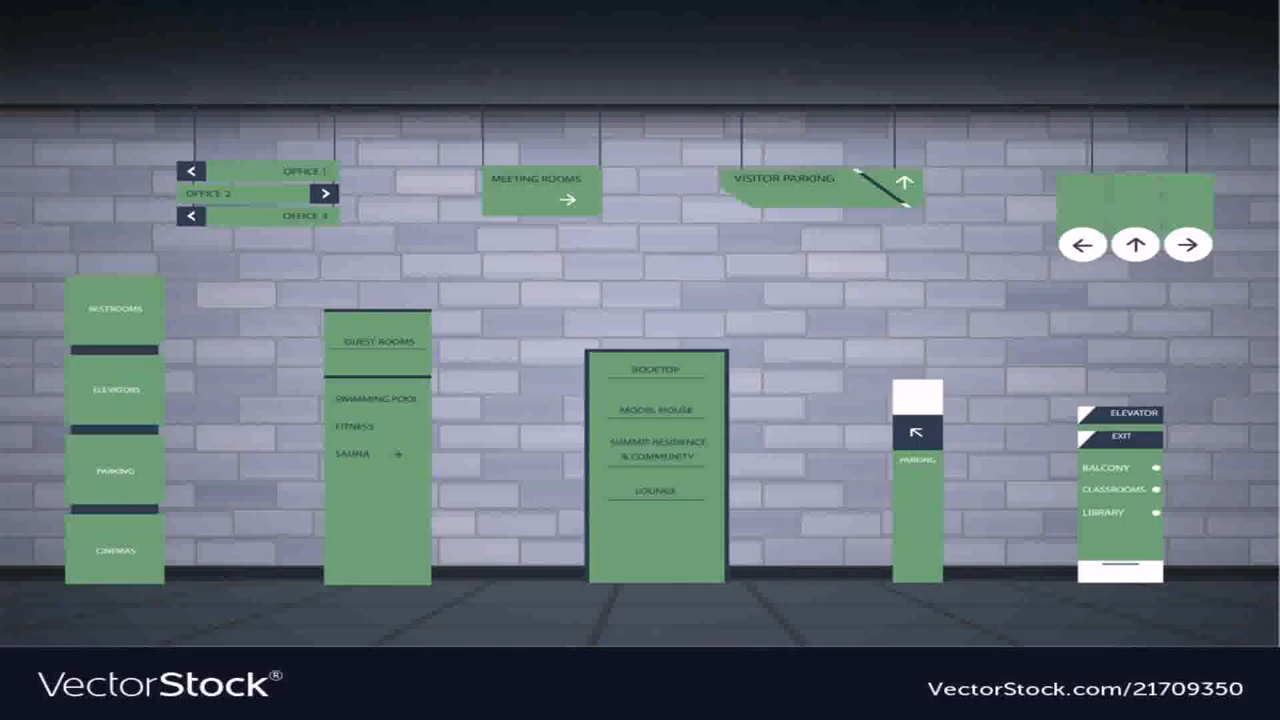 OFFICE 1
OFFICE 2
OFFICE 3
MEETING ROOMS
VISITOR PARKING
RESTROOMS
ELEVATORS
PARKING
CINEMAS
GUEST ROOMS
SWIMMING POOL
FITNESS
SAUNA
ROOFTOP
MODEL HOUSE
SUMMIT RESIDENCE
& COMMUNITY
LOUNGE
PARKING
ELEVATOR
EXIT
BALCONY
CLASSROOMS
LIBRARY
VectorStock®
VectorStock.com/21709350